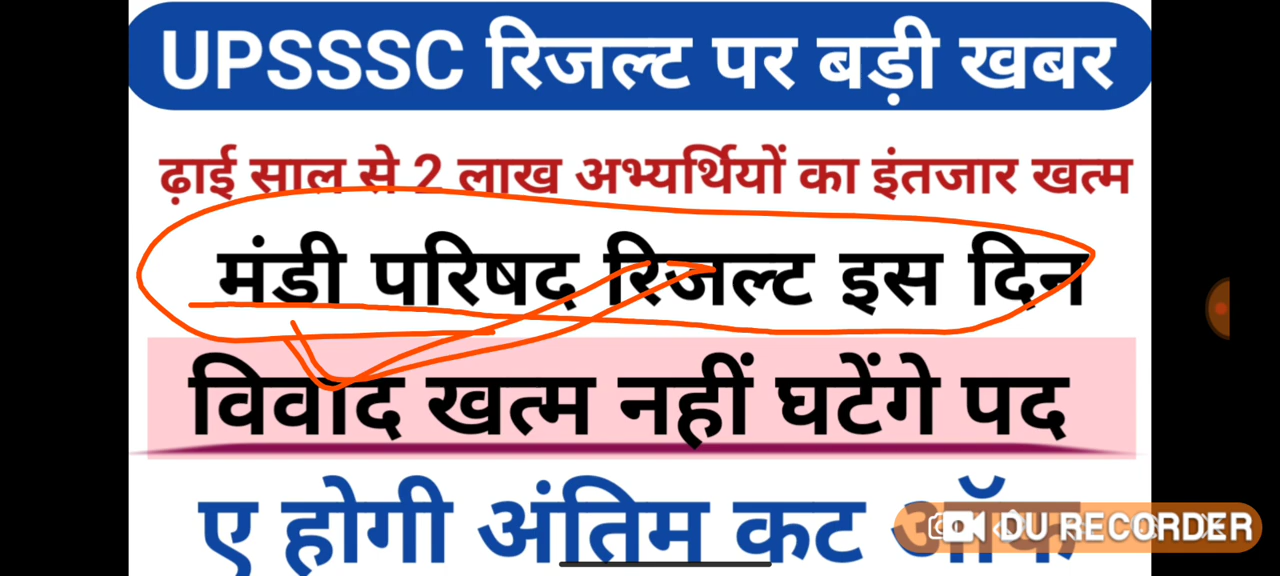 UPSSSC रिजल्ट पर बड़ी खबर
ढ़ाई साल से 2 लाख अभ्यर्थियों का इंतजार खत्म
मंडी परिषद रिजल्ट इस दिन
विवाद खत्म नहीं घटेंगे पद
ए होगी अंतिम कट ऑफ
DU RECORDER